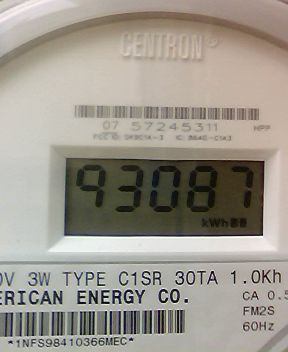 CENTRON®
07 57245311 HPP
93087
kWh
0V 3W TYPE C1SR 30TA 1.0Kh
ERICAN ENERGY CO.
CA 0.5
FM2S
60Hz
*1NFS98410366MEC*